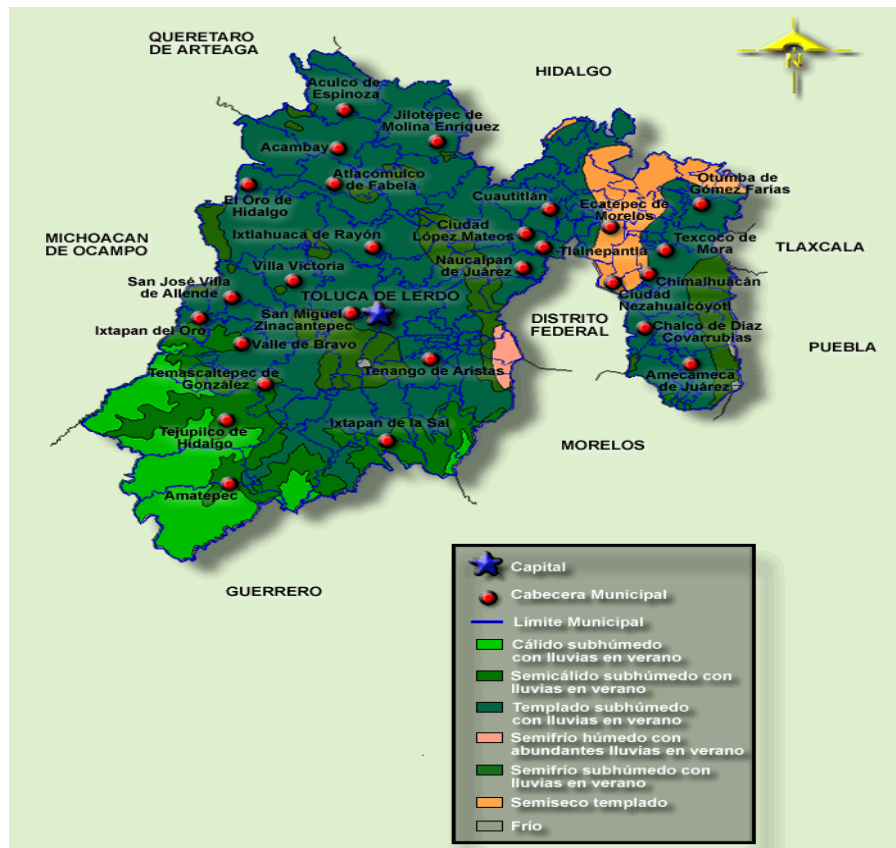 QUERETARO
DE ARTEAGA
HIDALGO
N
Aculco de
Espinoza
Jilotepec de
Molina Enríquez
Acambay
Atlacomulco
de Fabela
El Oro de
Hidalgo
Cuautitlán
Ecatepec de
Morelos
Otumba de
Gómez Farías
Ixtlahuaca de Rayón
Ciudad
López Mateos
MICHOACAN
DE OCAMPO
Tlalnepantla
Texcoco de
Mora
TLAXCALA
Villa Victoria
Naucalpan
de Juárez
Chimalhuacán
San José Villa
de Allende
TOLUCA DE LERDO
Ciudad
Nezahualcóyotl
San Miguel
Zinacantepec
DISTRITO
FEDERAL
Ixtapan del Oro
Chalco de Díaz
Covarrubias
Valle de Bravo
PUEBLA
Tenango de Aristas
Amecameca
de Juárez
Temascaltepec de
González
Ixtapan de la Sal
Tejupilco de
Hidalgo
MORELOS
Amatepec
GUERRERO
Capital
Cabecera Municipal
Límite Municipal
Cálido subhúmedo
con lluvias en verano
Semicálido subhúmedo con
lluvias en verano
Templado subhúmedo
con lluvias en verano
Semifrío húmedo con
abundantes lluvias en verano
Semifrío subhúmedo con
lluvias en verano
Semiseco templado
Frío